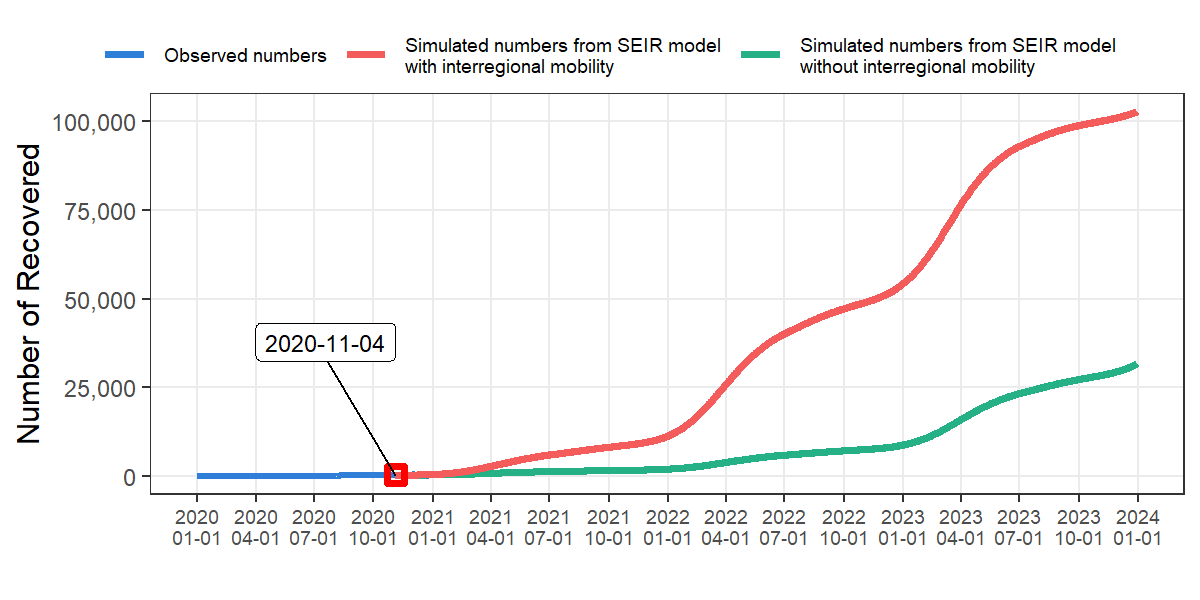 Observed numbers
Simulated numbers from SEIR model
with interregional mobility
Simulated numbers from SEIR model
without interregional mobility
Number of Recovered
100,000
75,000
50,000
25,000
0
2020-11-04
2020 2020 2020 2020 2021 2021 2021 2021 2022 2022 2022 2022 2023 2023 2023 2023 2024
01-01 04-01 07-01 10-01 01-01 04-01 07-01 10-01 01-01 04-01 07-01 10-01 01-01 04-01 07-01 10-01 01-01